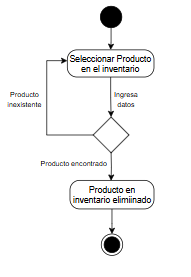 Seleccionar Producto
en el inventario
Producto
inexistente
Ingresa
datos
Producto encontrado
Producto en
inventario elimiinado